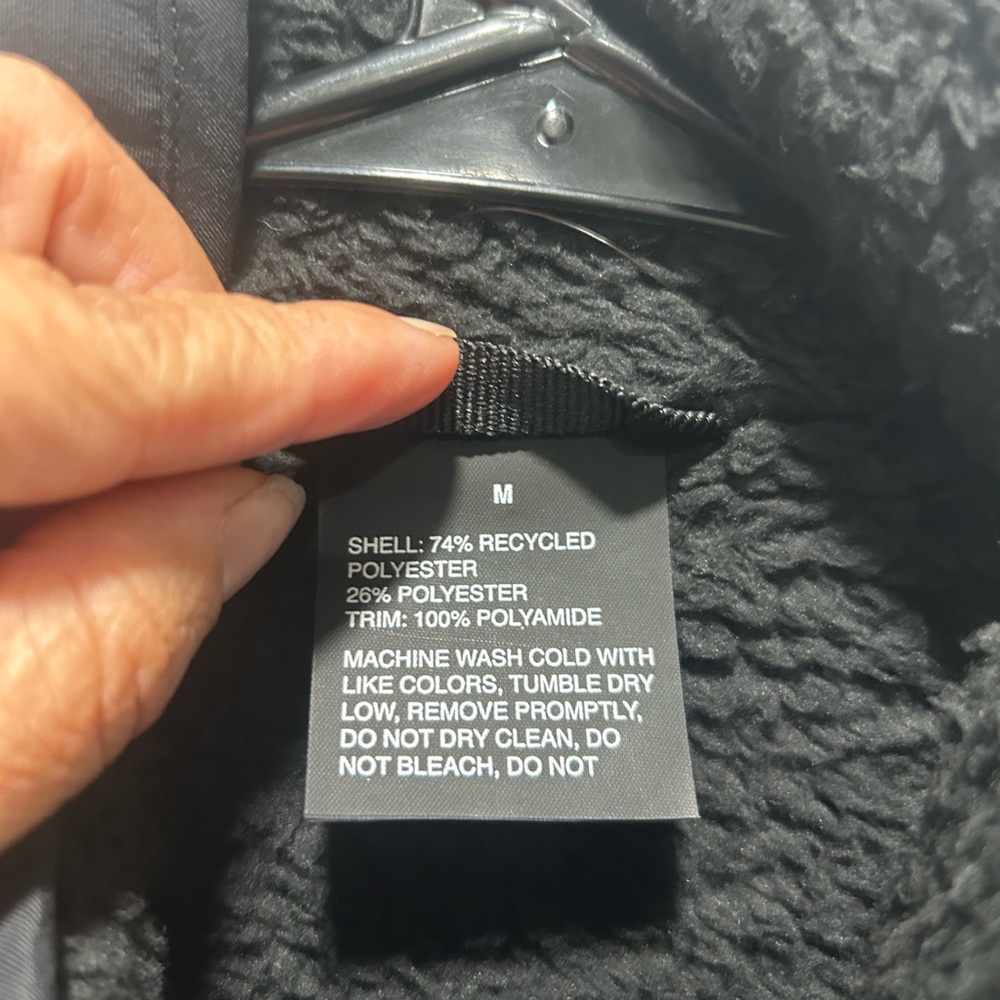 M
SHELL: 74% RECYCLED
POLYESTER
26% POLYESTER
TRIM: 100% POLYAMIDE
MACHINE WASH COLD WITH
LIKE COLORS, TUMBLE DRY
LOW, REMOVE PROMPTLY,
DO NOT DRY CLEAN, DO
NOT BLEACH, DO NOT